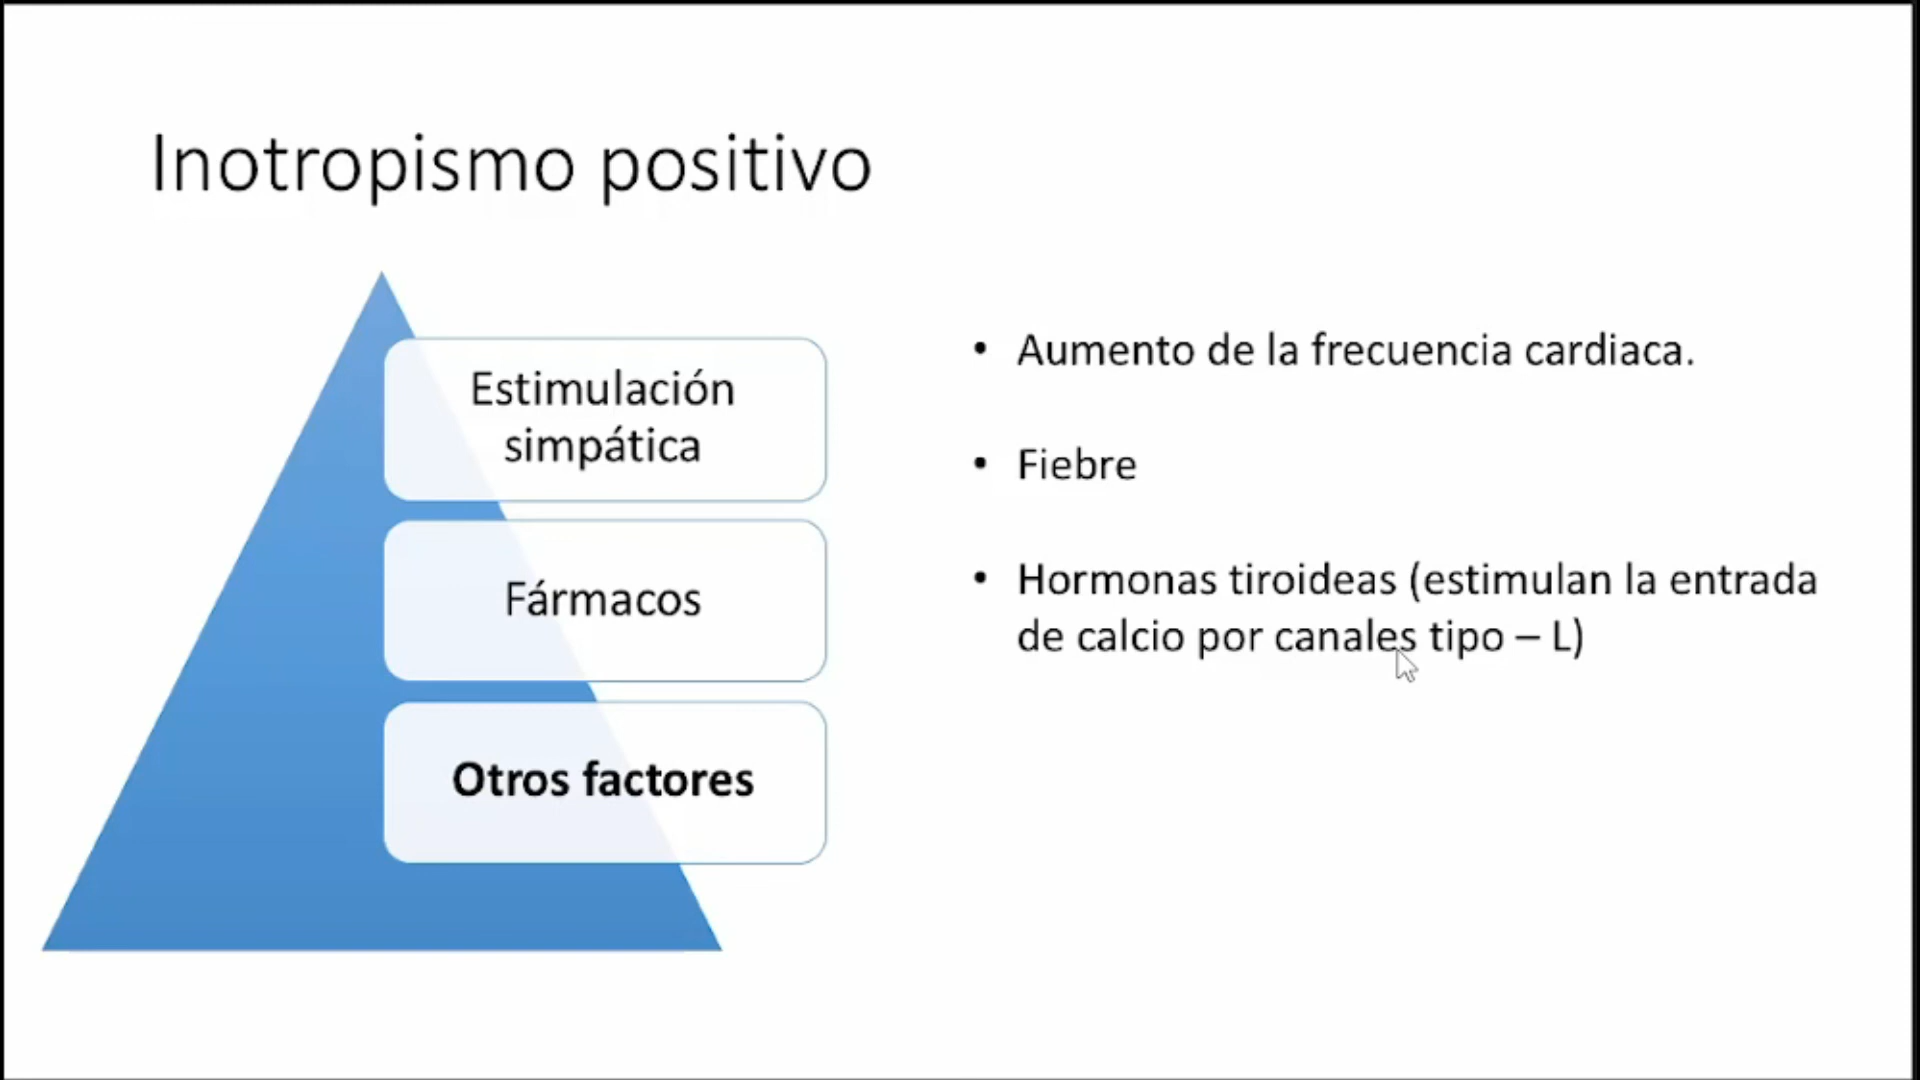 Inotropismo positivo
Estimulación
simpática
Fármacos
Otros factores
• Aumento de la frecuencia cardiaca.
• Fiebre
• Hormonas tiroideas (estimulan la entrada
de calcio por canales tipo – L)